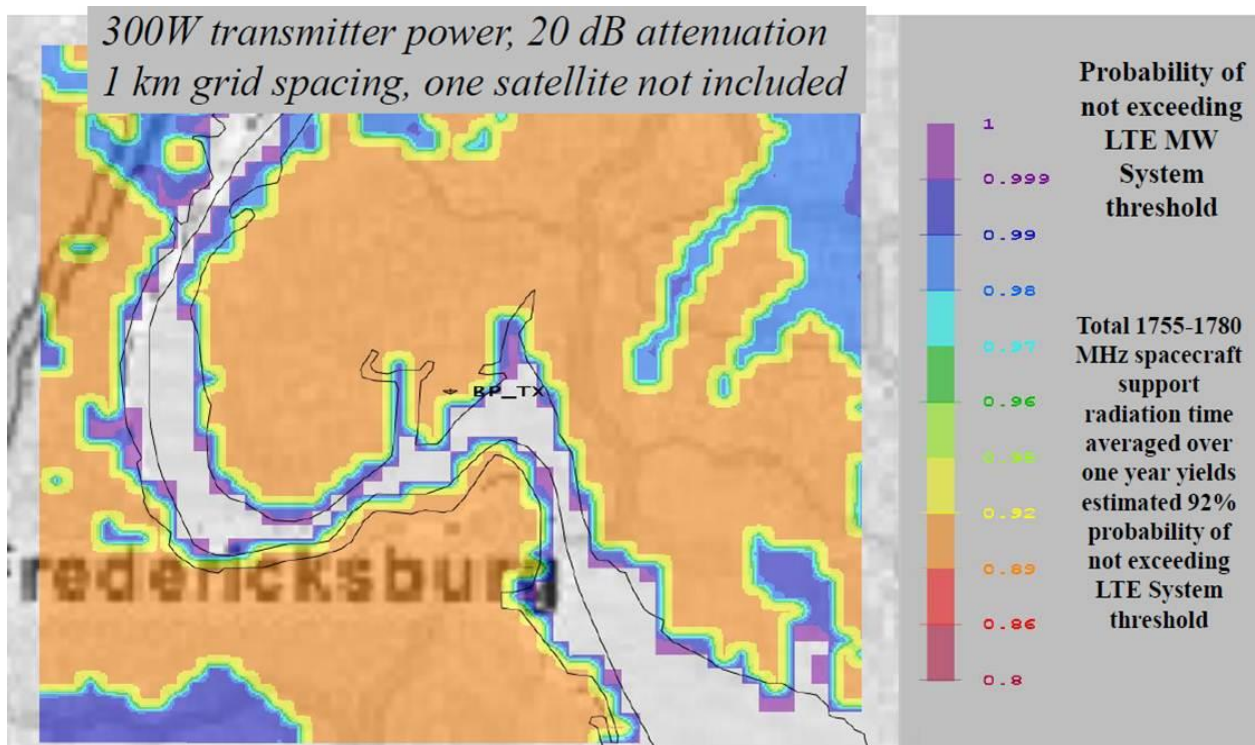 300W transmitter power, 20 dB attenuation
1 km grid spacing, one satellite not included
Probability of
not exceeding
LTE MW
System
threshold
1
0.999
0.99
0.98
0.97
0.96
0.95
0.92
0.89
0.86
0.8
Total 1755-1780
MHz spacecraft
support
radiation time
averaged over
one year yields
estimated 92%
probability of
not exceeding
LTE System
threshold
BP_TX
Fredericksburg